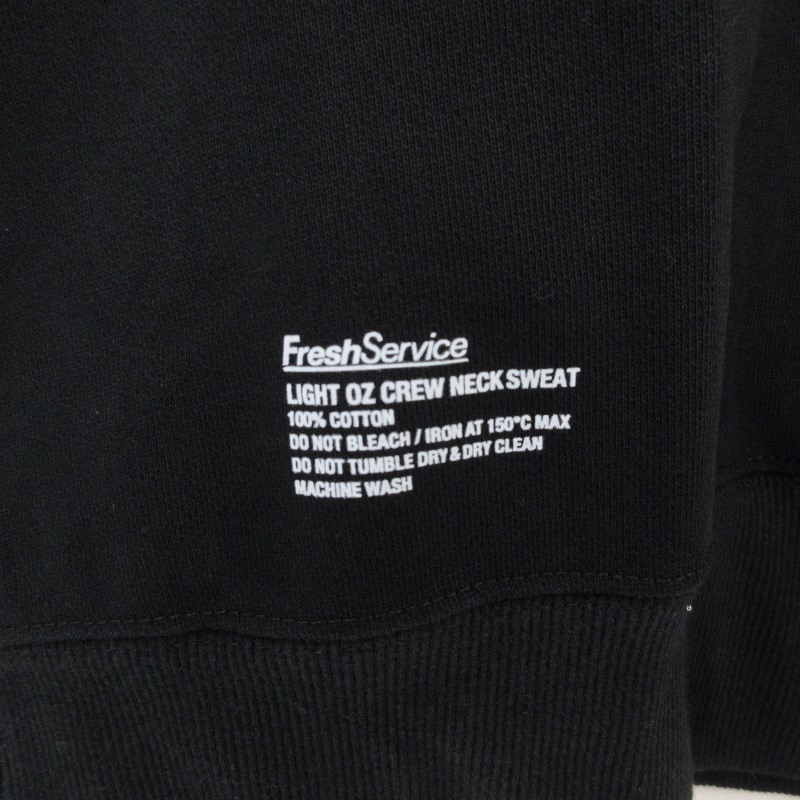 FreshService
LIGHT OZ CREW NECK SWEAT
100% COTTON
DO NOT BLEACH / IRON AT 150°C MAX
DO NOT TUMBLE DRY & DRY CLEAN
MACHINE WASH